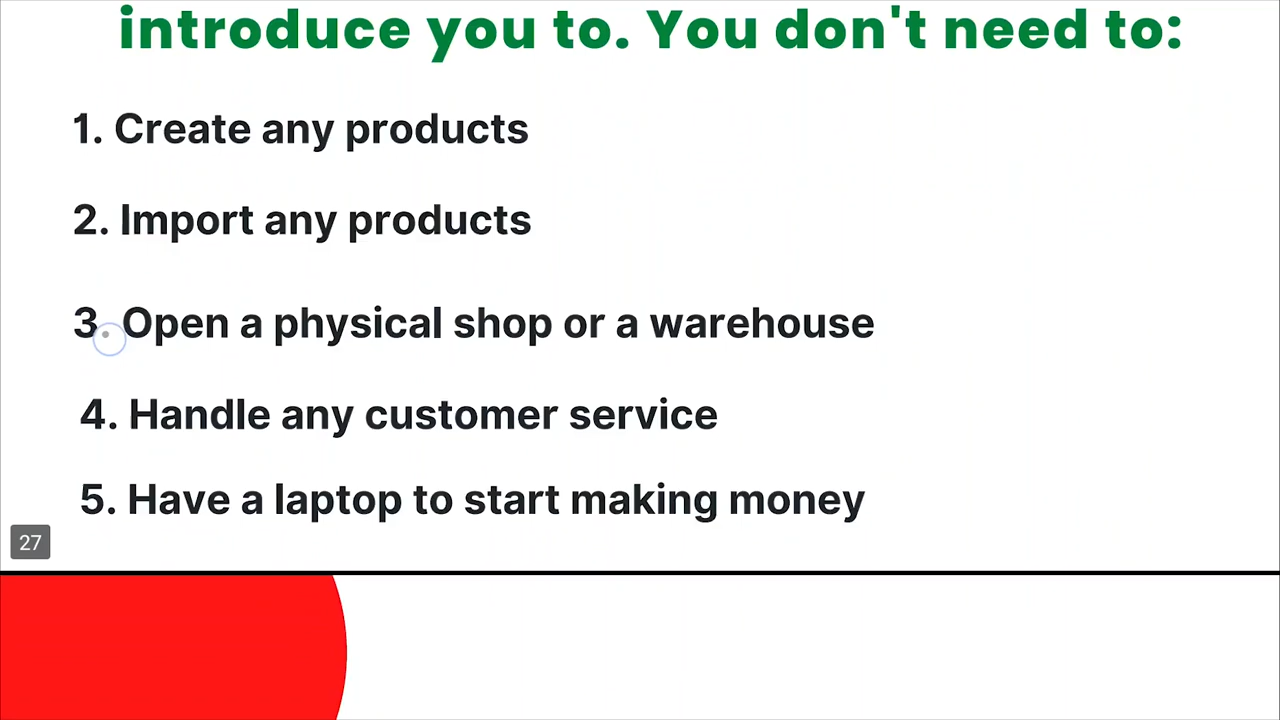 introduce you to. You don't need to:
1. Create any products
2. Import any products
3. Open a physical shop or a warehouse
4. Handle any customer service
5. Have a laptop to start making money
27